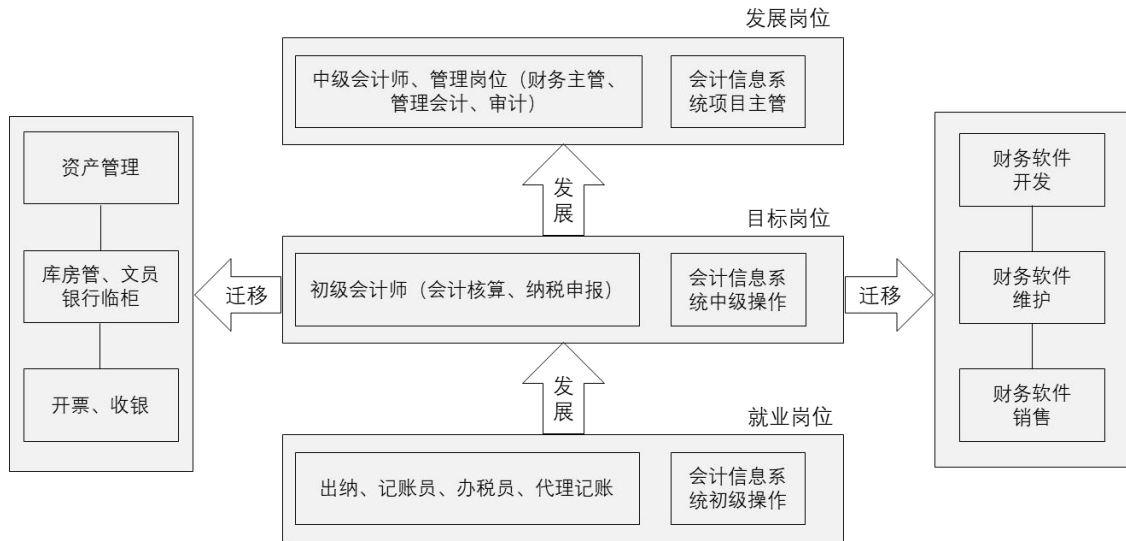 发展岗位
中级会计师、管理岗位（财务主管、
管理会计、审计）
会计信息系
统项目主管
资产管理
库房管、文员
银行临柜
开票、收银
发
展
目标岗位
迁移
初级会计师（会计核算、纳税申报）
会计信息系
统中级操作
迁移
财务软件
开发
财务软件
维护
财务软件
销售
发
展
就业岗位
出纳、记账员、办税员、代理记账
会计信息系
统初级操作